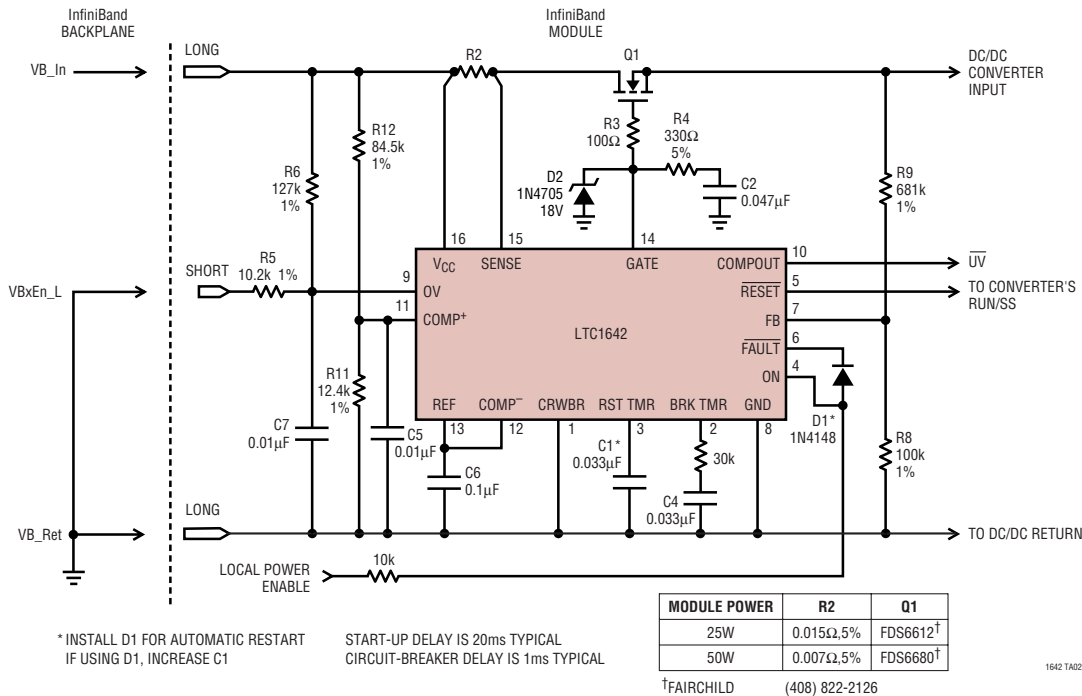 InfiniBand
BACKPLANE
InfiniBand
MODULE
VB_In
LONG
R2
Q1
DC/DC
CONVERTER
INPUT
R12
84.5k
1%
R3
100Ω
R4
330Ω
5%
R6
127k
1%
D2
1N4705
18V
C2
0.047µF
R9
681k
1%
16
15
14
VCC
SENSE
GATE
COMPOUT
10
UV
R5
10.2k 1%
SHORT
VBxEn_L
9
OV
RESET
5
TO CONVERTER'S
RUN/SS
11
COMP+
LTC1642
FB
7
FAULT
6
ON
4
R11
12.4k
1%
REF
COMP–
CRWBR
RST TMR
BRK TMR
GND
13
12
1
3
2
8
D1*
1N4148
C7
0.01µF
C5
0.01µF
C6
0.1µF
C1*
0.033µF
30k
C4
0.033µF
R8
100k
1%
VB_Ret
LONG
TO DC/DC RETURN
LOCAL POWER
ENABLE
10k
* INSTALL D1 FOR AUTOMATIC RESTART
IF USING D1, INCREASE C1
START-UP DELAY IS 20ms TYPICAL
CIRCUIT-BREAKER DELAY IS 1ms TYPICAL
MODULE POWER R2 Q1
25W 0.015Ω,5% FDS6612†
50W 0.007Ω,5% FDS6680†
†FAIRCHILD (408) 822-2126
1642 TA02